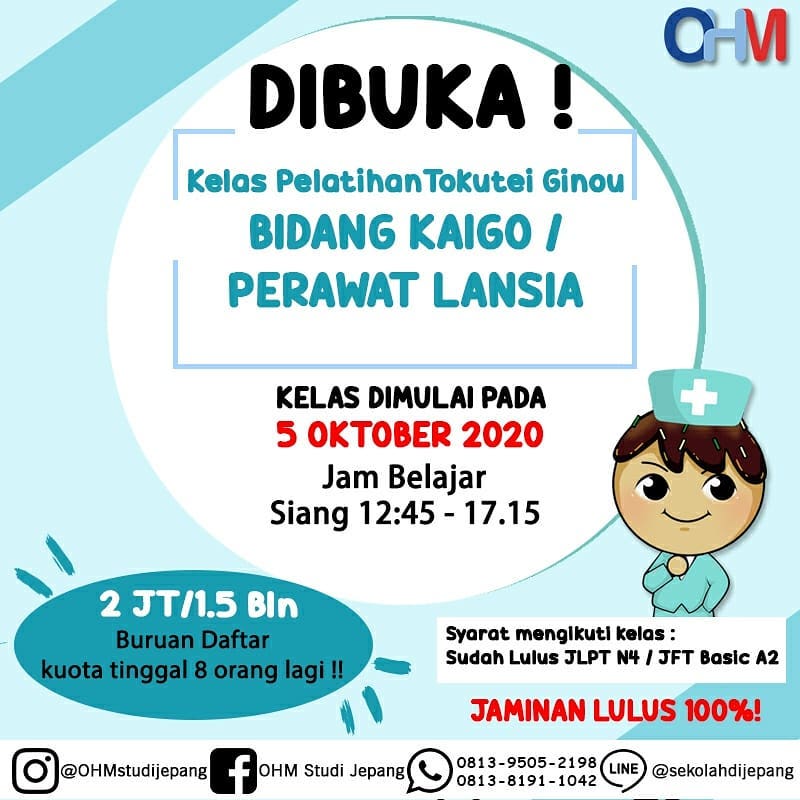 OHM
DIBUKA !
Kelas Pelatihan Tokutei Ginou
BIDANG KAIGO /
PERAWAT LANSIA
KELAS DIMULAI PADA
5 OKTOBER 2020
Jam Belajar
Siang 12:45 - 17.15
2 JT/1.5 Bln
Buruan Daftar
kuota tinggal 8 orang lagi !!
Syarat mengikuti kelas :
Sudah Lulus JLPT N4 / JFT Basic A2
JAMINAN LULUS 100%!
@OHMstudijepang
OHM Studi Jepang
0813-9505-2198
0813-8191-1042
LINE
@sekolahdijepang